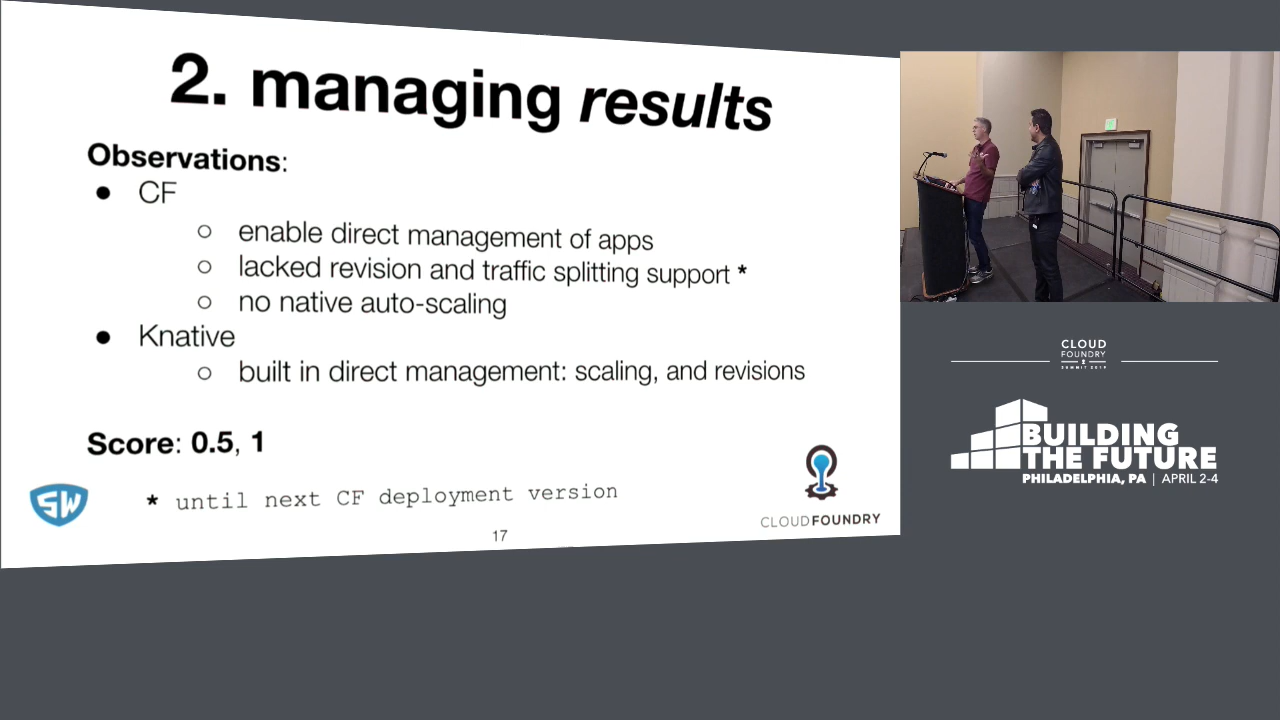 2. managing results
Observations:
● CF
○ enable direct management of apps
○ lacked revision and traffic splitting support *
○ no native auto-scaling
● Knative
○ built in direct management: scaling, and revisions
Score: 0.5, 1
* until next CF deployment version
SW
CLOUDFOUNDRY
17
CLOUD
FOUNDRY
SUMMIT 2019
BUILDING
THE FUTURE
PHILADELPHIA, PA | APRIL 2-4